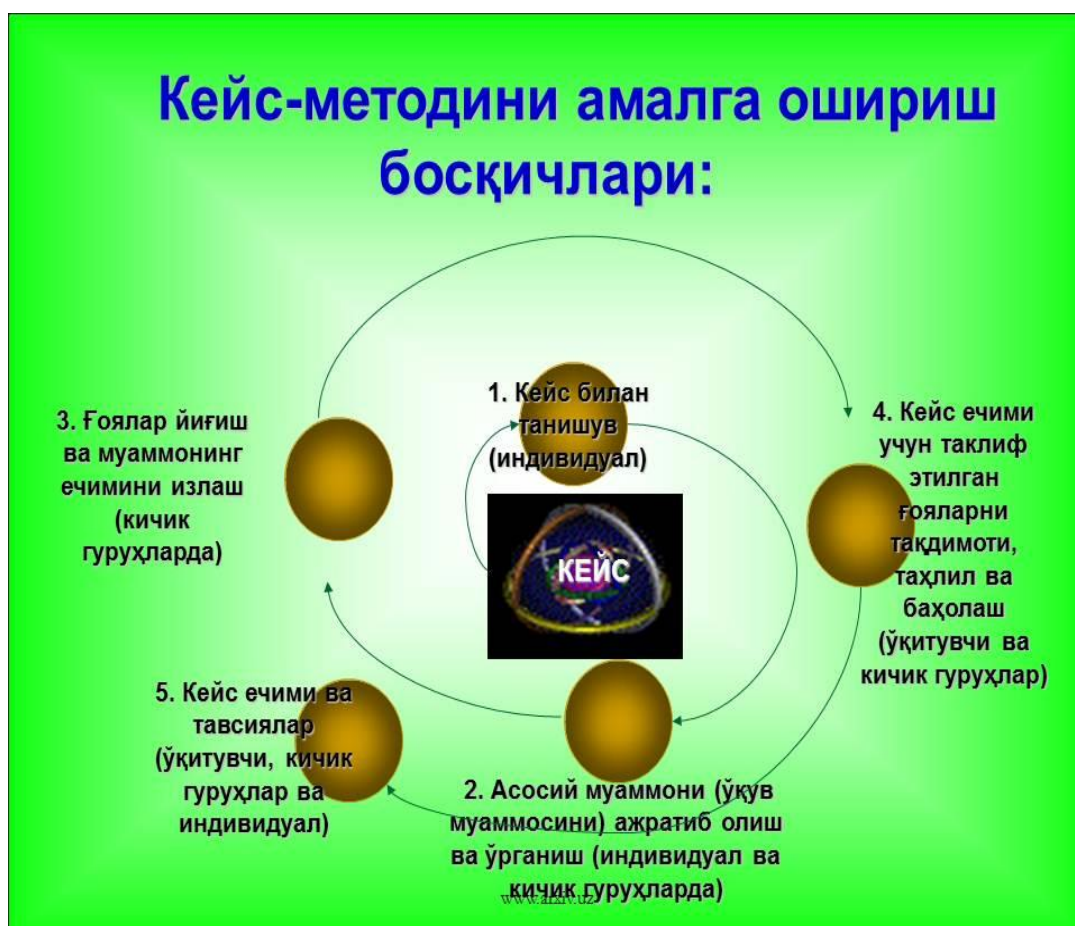 Кейс-методини амалга ошириш
босқичлари:
1. Кейс билан
танишув
(индивидуал)
КЕЙС
2. Асосий муаммони (ўқув
муаммосини) ажратиб олиш
ва ўрганиш (индивидуал ва
кичик гуруҳларда)
3. Ғоялар йиғиш
ва муаммонинг
ечимини излаш
(кичик
гуруҳларда)
4. Кейс ечими
учун таклиф
этилган
ғояларни
тақдимоти,
таҳлил ва
баҳолаш
(ўқитувчи ва
кичик гуруҳлар)
5. Кейс ечими ва
тавсиялар
(ўқитувчи, кичик
гуруҳлар ва
индивидуал)
www.arxiv.uz